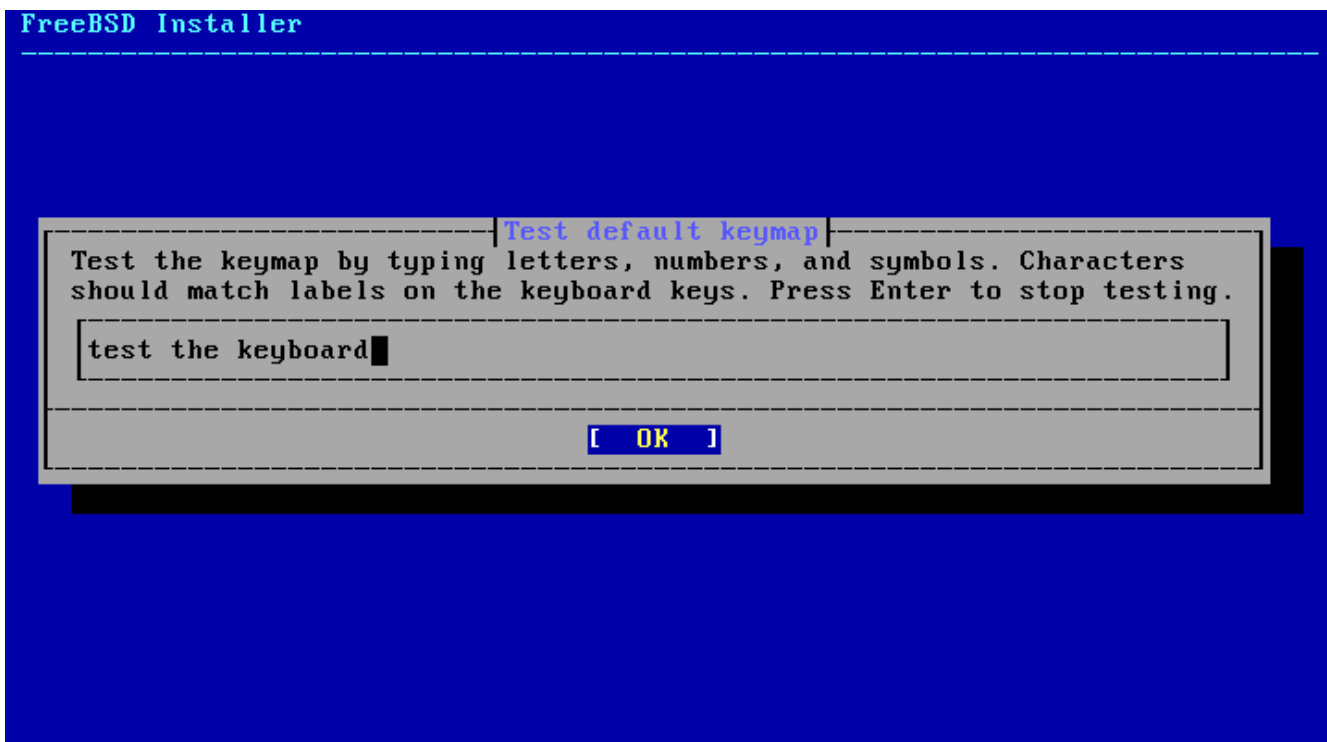 FreeBSD Installer
Test default keymap
Test the keymap by typing letters, numbers, and symbols. Characters
should match labels on the keyboard keys. Press Enter to stop testing.
test the keyboard
[ OK ]